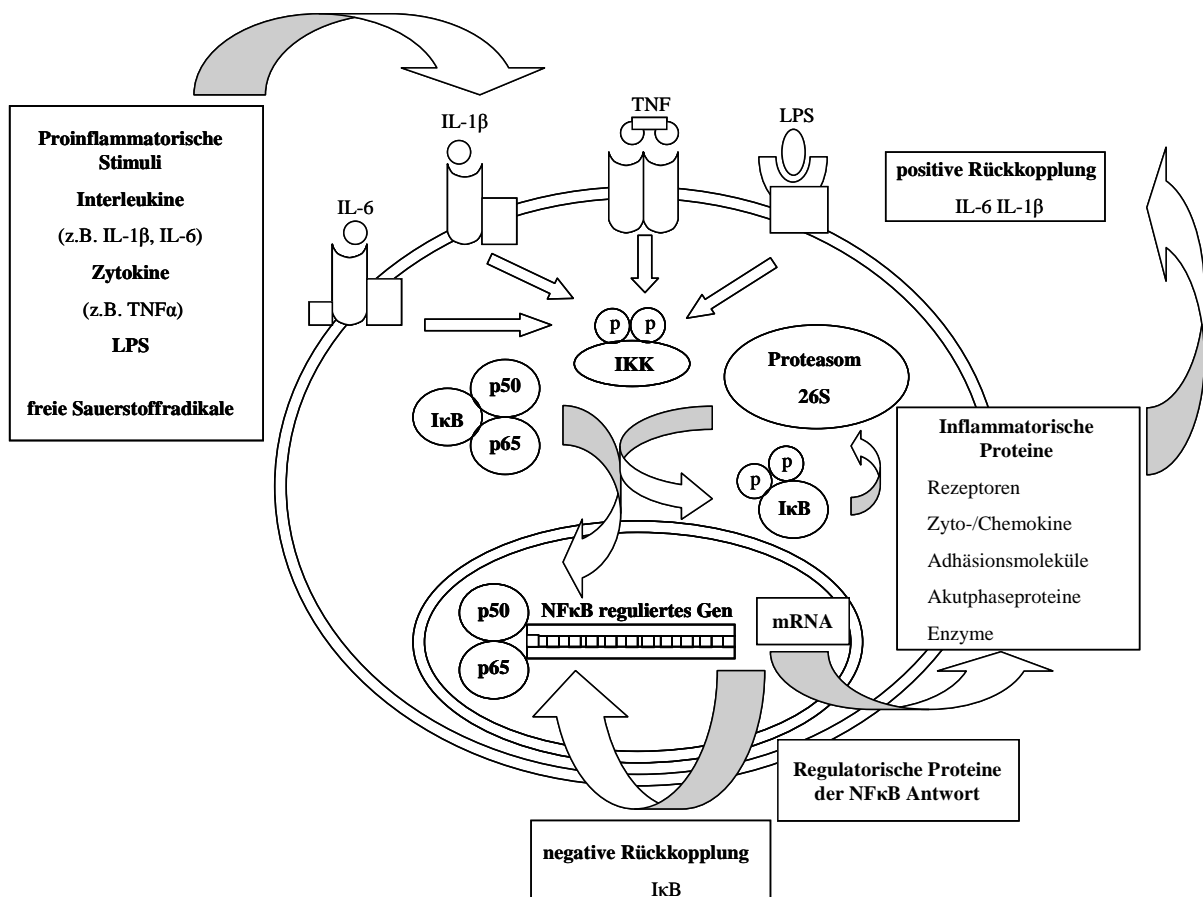 Proinflammatorische
Stimuli
Interleukine
(z.B. IL-1β, IL-6)
Zytokine
(z.B. TNFα)
LPS
freie Sauerstoffradikale
IL-6
IL-1β
TNF
LPS
positive Rückkopplung
IL-6 IL-1β
p p
IKK
Proteasom
26S
p50
IκB
p65
p
p
IκB
Inflammatorische
Proteine
Rezeptoren
Zyto-/Chemokine
Adhäsionsmoleküle
Akutphaseproteine
Enzyme
p50
p65
NFκB reguliertes Gen
mRNA
Regulatorische Proteine
der NFκB Antwort
negative Rückkopplung
IκB